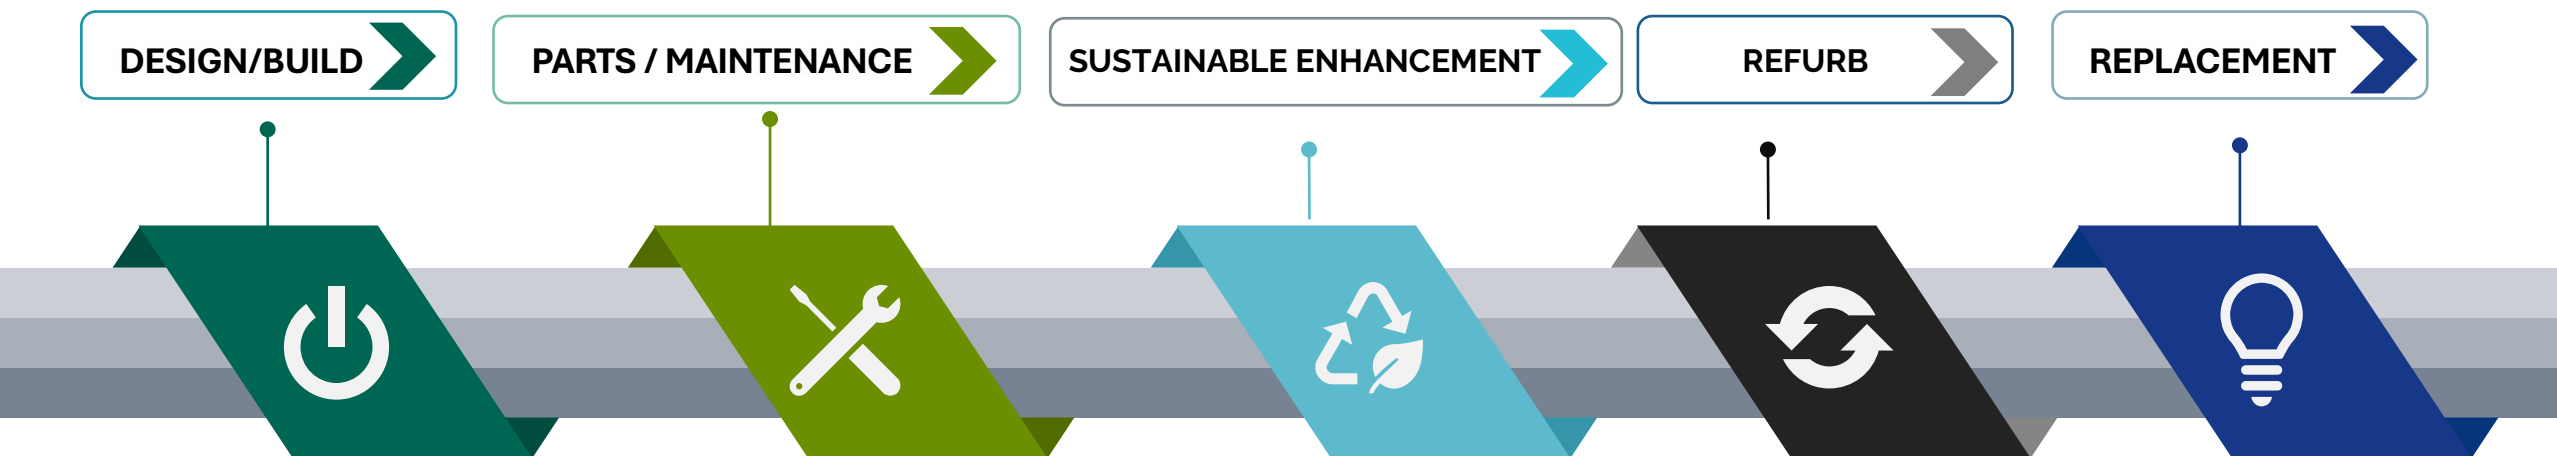 DESIGN/BUILD
PARTS / MAINTENANCE
SUSTAINABLE ENHANCEMENT
REFURB
REPLACEMENT